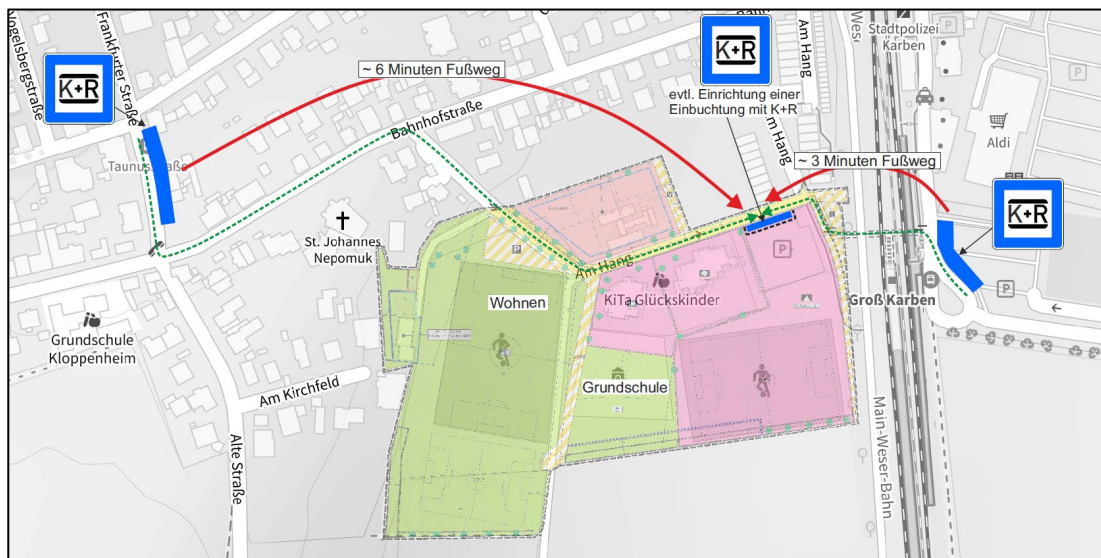 Vogelsbergstraße
Frankfurter Straße
K+R
~ 6 Minuten Fußweg
Bahnhofstraße
K+R
evtl. Einrichtung einer
Einbuchtung mit K+R
Am Hang
Am Hang
Stadtpolizei
Karben
P
P
Aldi
~ 3 Minuten Fußweg
K+R
Taunusstraße
St. Johannes
Nepomuk
P
Am Hang
P
KiTa Glückskinder
Groß Karben
P
Wohnen
Grundschule
Kloppenheim
Am Kirchfeld
Grundschule
Alte Straße
Main-Weser-Bahn